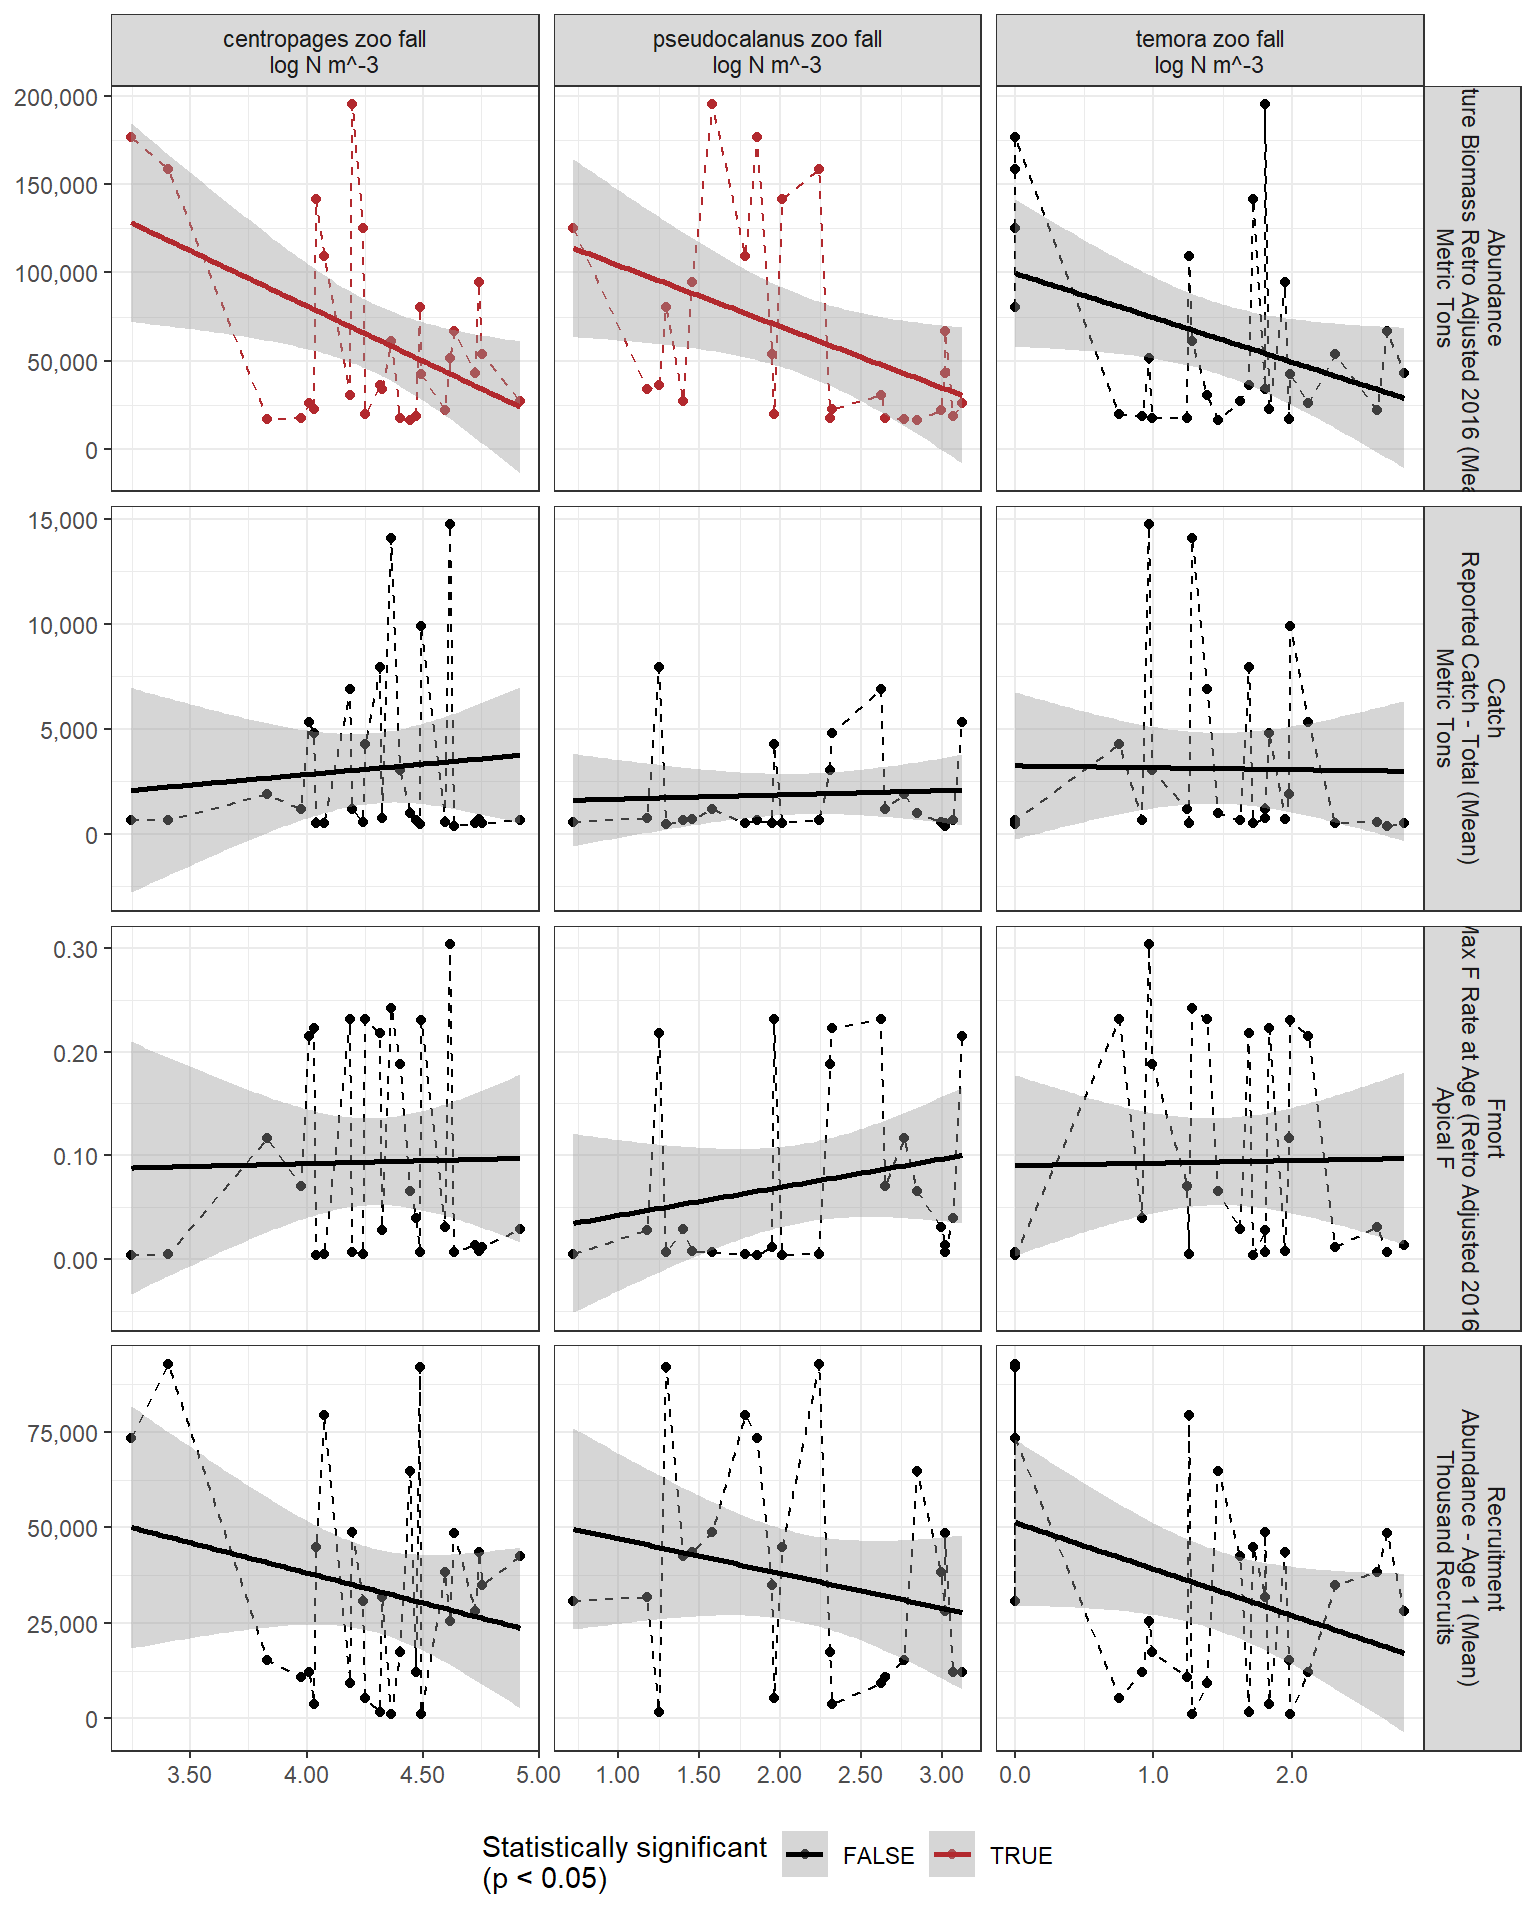 centropages zoo fall
log N m^-3
pseudocalanus zoo fall
log N m^-3
temora zoo fall
log N m^-3
200,000
150,000
100,000
50,000
0
Abundance
ture Biomass Retro Adjusted 2016 (Mea
Metric Tons
15,000
10,000
5,000
0
Catch
Reported Catch - Total (Mean)
Metric Tons
0.30
0.20
0.10
0.00
Fmort
Max F Rate at Age (Retro Adjusted 2016
Apical F
75,000
50,000
25,000
0
Recruitment
Abundance - Age 1 (Mean)
Thousand Recruits
3.50 4.00 4.50 5.00
1.00 1.50 2.00 2.50 3.00
0.0 1.0 2.0
Statistically significant
(p < 0.05)
FALSE
TRUE